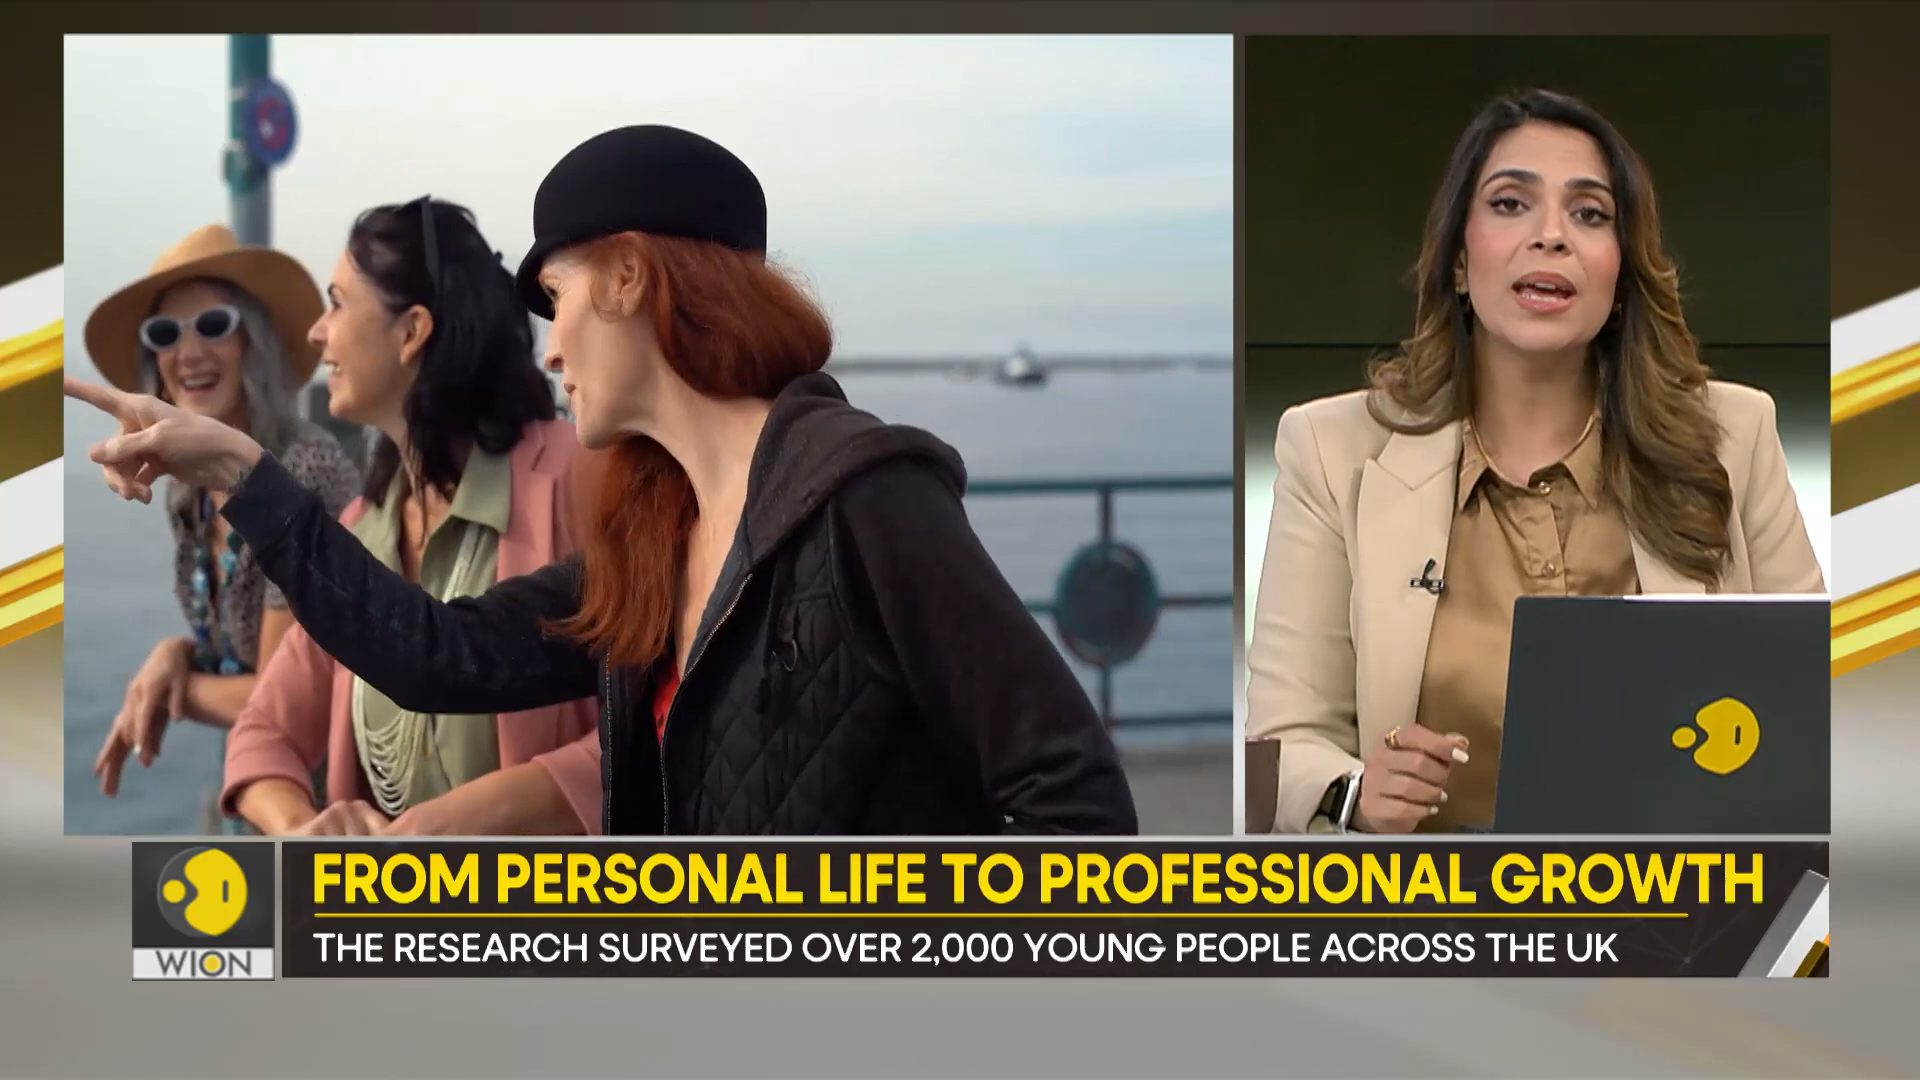 FROM PERSONAL LIFE TO PROFESSIONAL GROWTH
THE RESEARCH SURVEYED OVER 2,000 YOUNG PEOPLE ACROSS THE UK
WION